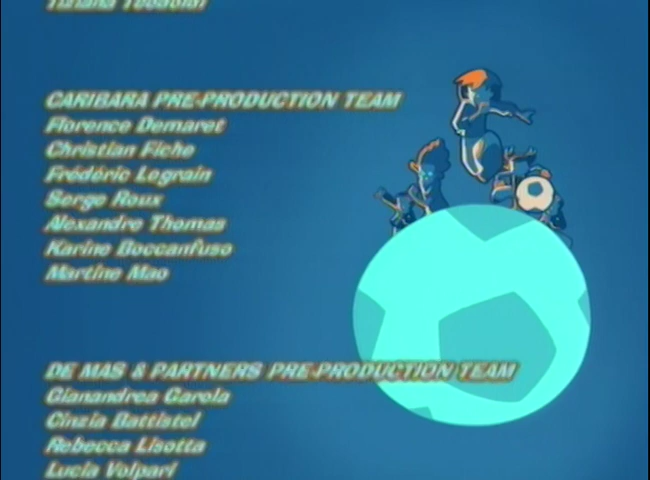 CARIBARA PRE-PRODUCTION TEAM
Florence Demaret
Christian Fiche
Frédéric Legrain
Serge Roux
Alexandre Thomas
Karine Boccanfuso
Martine Mao
DE MAS & PARTNERS PRE-PRODUCTION TEAM
Gianandrea Garola
Cinzia Battistel
Rebecca Lisotta
Lucia Volpari